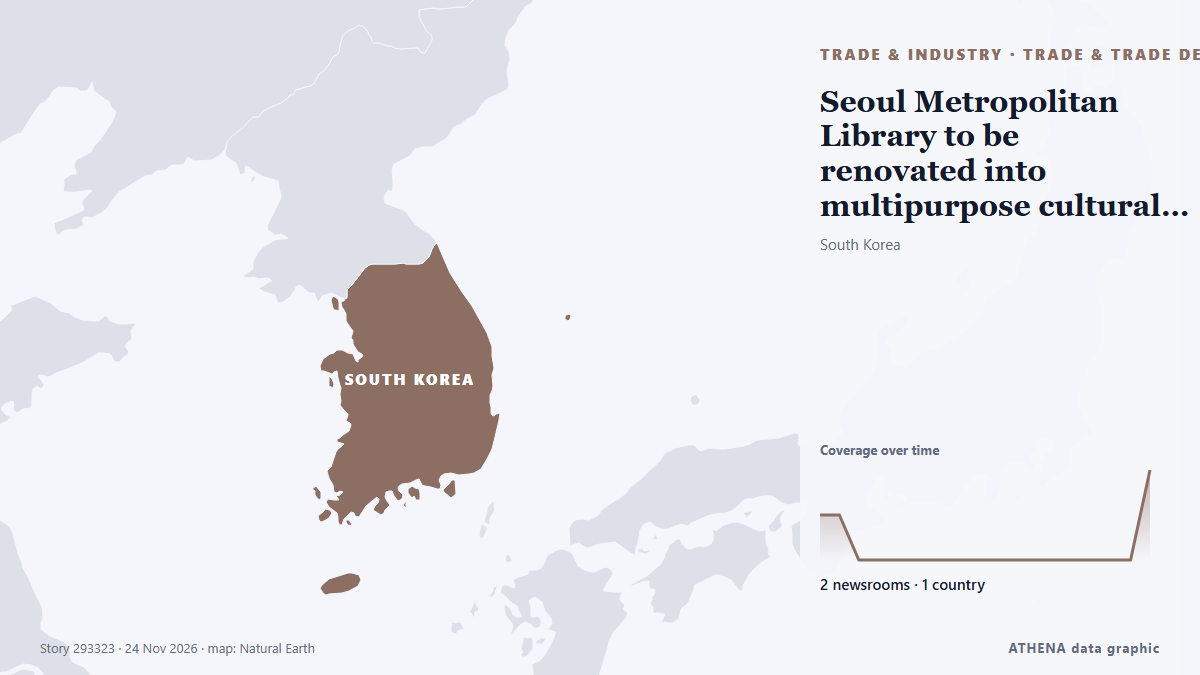 TRADE & INDUSTRY · TRADE & TRADE DE
Seoul Metropolitan
Library to be
renovated into
multipurpose cultural...
South Korea
SOUTH KOREA
Coverage over time
2 newsrooms · 1 country
Story 293323 · 24 Nov 2026 · map: Natural Earth
ATHENA data graphic